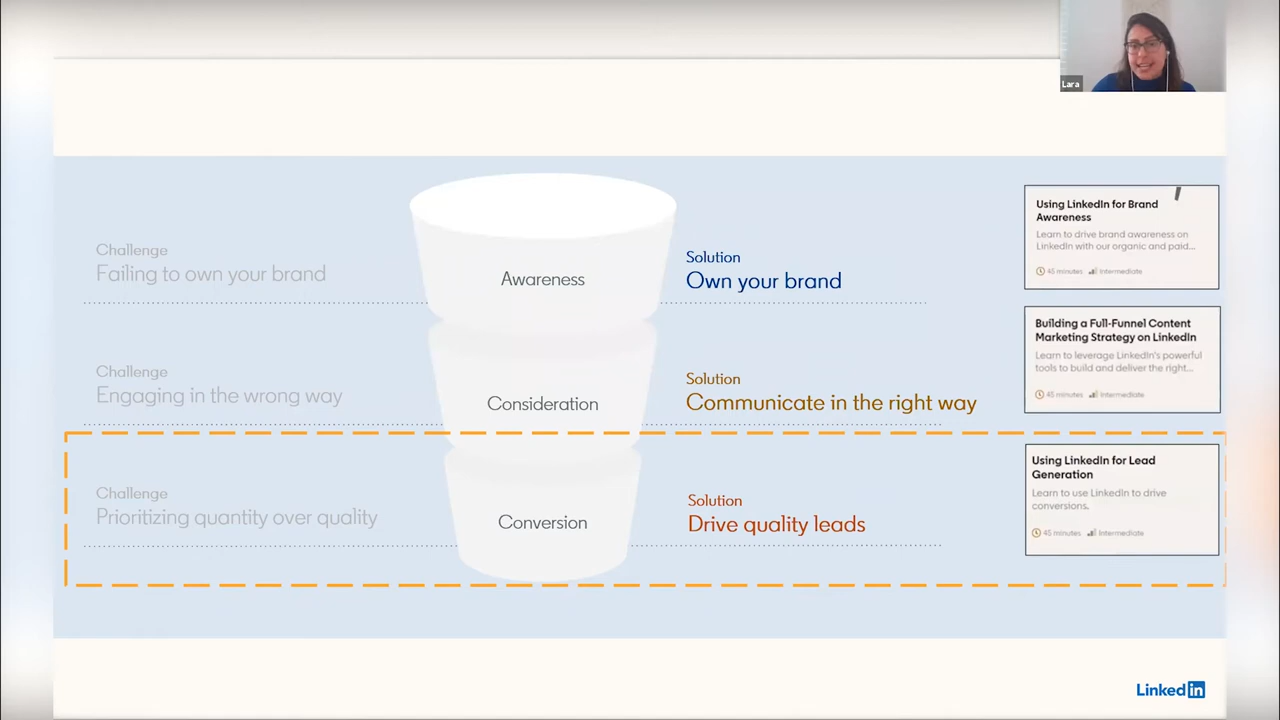 Lara
Challenge
Failing to own your brand
Awareness
Solution
Own your brand
Using LinkedIn for Brand
Awareness
Learn to drive brand awareness on
LinkedIn with our organic and paid...
45 minutes Intermediate
Challenge
Engaging in the wrong way
Consideration
Solution
Communicate in the right way
Building a Full-Funnel Content
Marketing Strategy on LinkedIn
Learn to leverage LinkedIn's powerful
tools to build and deliver the right...
45 minutes Intermediate
Challenge
Prioritizing quantity over quality
Conversion
Solution
Drive quality leads
Using LinkedIn for Lead
Generation
Learn to use LinkedIn to drive
conversions.
45 minutes Intermediate
LinkedIn